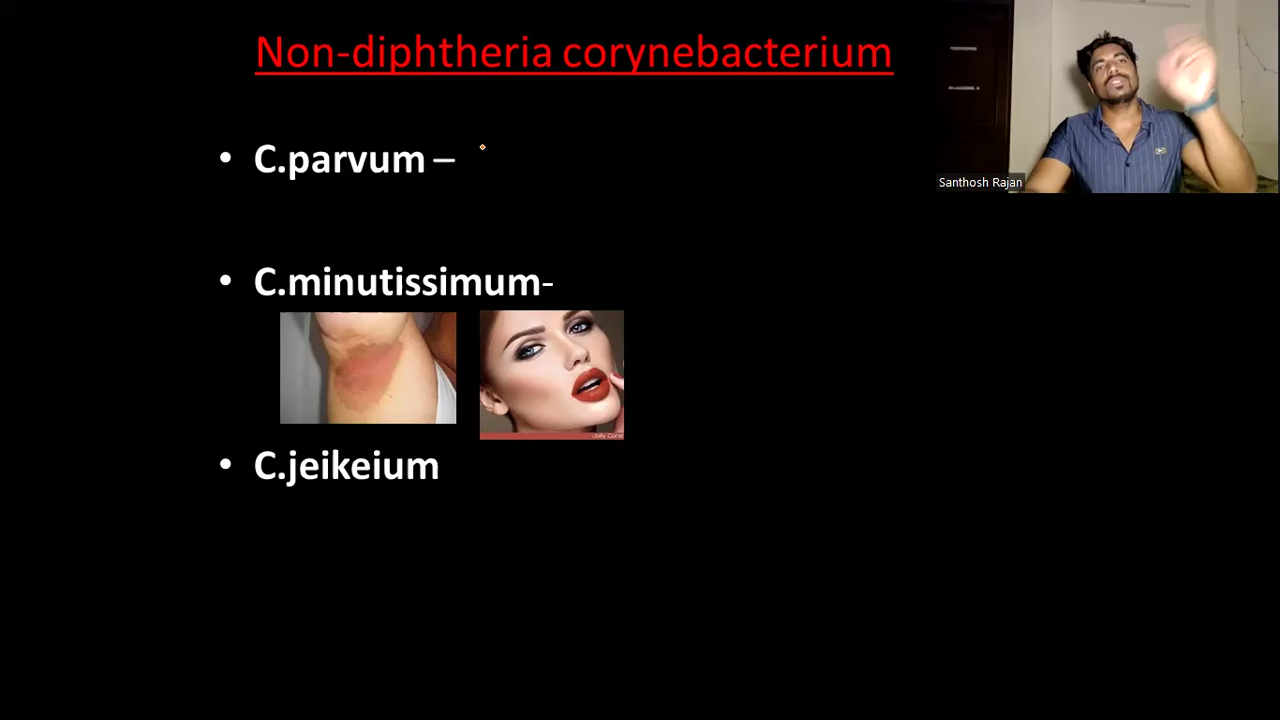 Non-diphtheria corynebacterium
Santhosh Rajan
• C.parvum –
• C.minutissimum-
• C.jeikeium